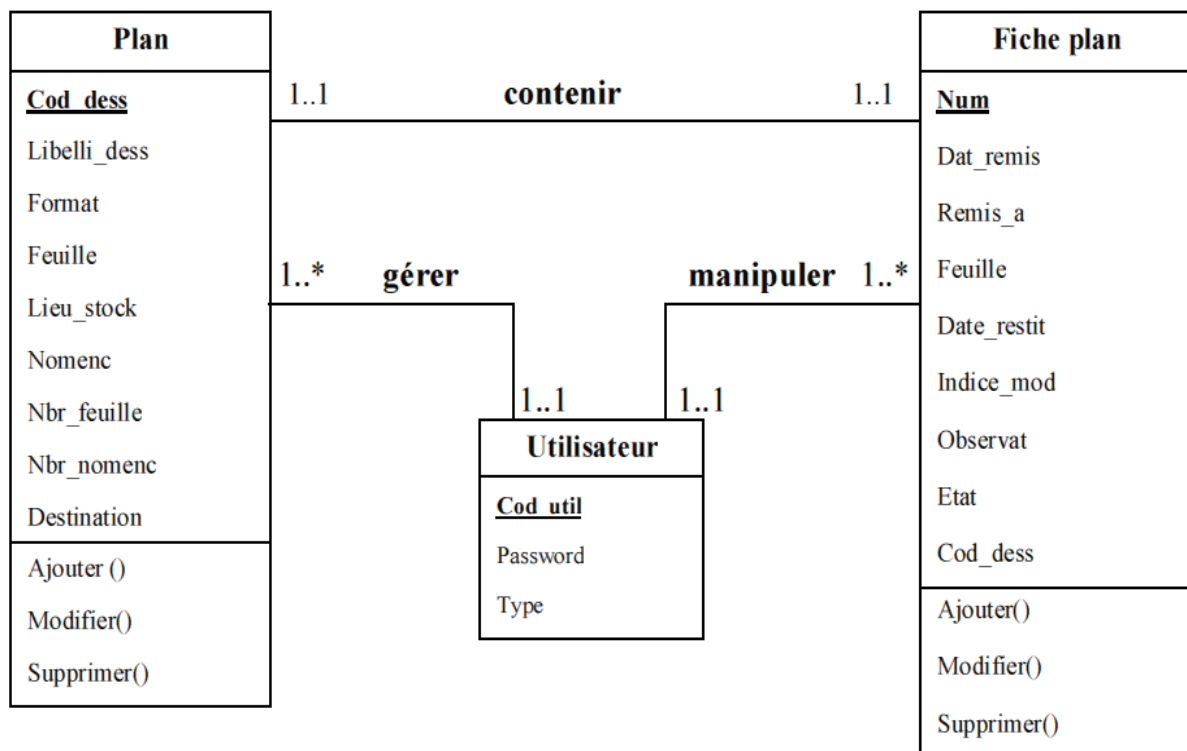 Plan
Cod_dess
Libelli_dess
Format
Feuille
Lieu_stock
Nomenc
Nbr_feuille
Nbr_nomenc
Destination
Ajouter ()
Modifier()
Supprimer()
1..1 contenir 1..1
1..* gérer
manipuler 1..*
1..1 1..1
Utilisateur
Cod_util
Password
Type
Fiche plan
Num
Dat_remis
Remis_a
Feuille
Date_restit
Indice_mod
Observat
Etat
Cod_dess
Ajouter()
Modifier()
Supprimer()